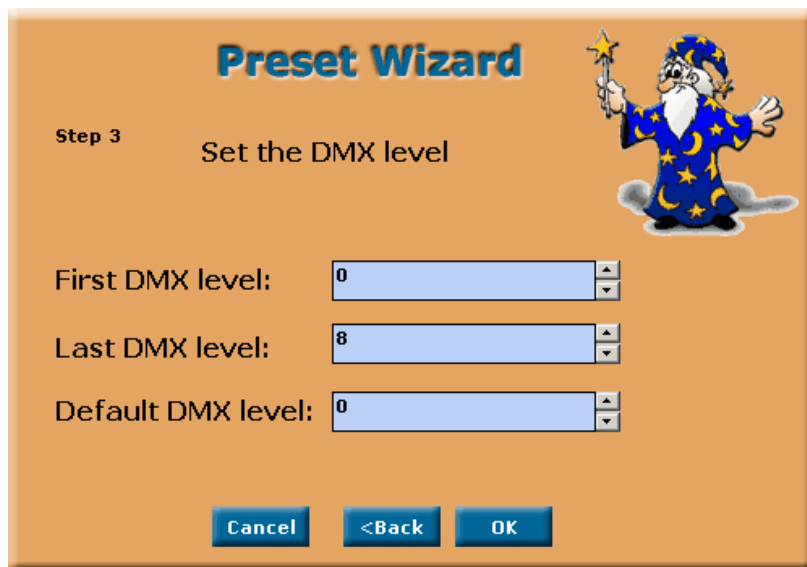 Preset Wizard
Step 3
Set the DMX level
First DMX level: 0
Last DMX level: 8
Default DMX level: 0
Cancel <Back OK